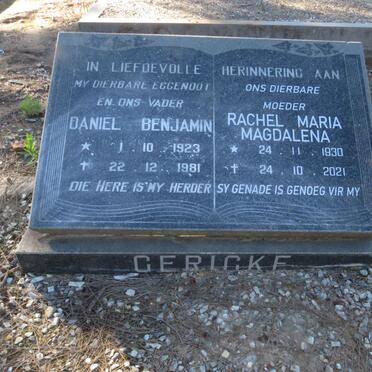 IN LIEFDEVOLLE
MY DIERBARE EGGENOOT
EN ONS VADER
DANIEL BENJAMIN
★ 1.10.1923
✝ 22.12.1981
DIE HERE IS MY HERDER
HERINNERING AAN
ONS DIERBARE
MOEDER
RACHEL MARIA
MAGDALENA
★ 24.11.1930
✝ 24.10.2021
SY GENADE IS GENOEG VIR MY
GERICKE